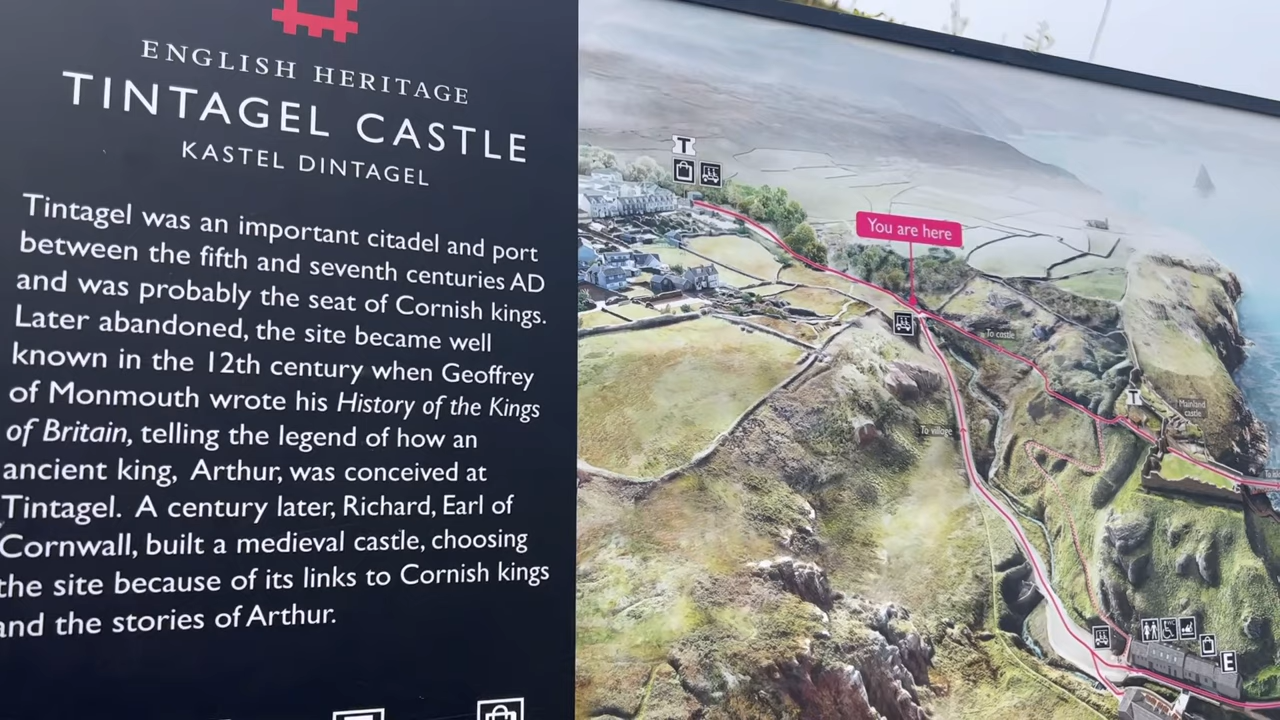 ENGLISH HERITAGE
TINTAGEL CASTLE
KASTEL DINTAGEL
Tintagel was an important citadel and port
between the fifth and seventh centuries AD
and was probably the seat of Cornish kings.
Later abandoned, the site became well
known in the 12th century when Geoffrey
of Monmouth wrote his History of the Kings
of Britain, telling the legend of how an
ancient king, Arthur, was conceived at
Tintagel. A century later, Richard, Earl of
Cornwall, built a medieval castle, choosing
the site because of its links to Cornish kings
and the stories of Arthur.
T
You are here
To castle
T
Mainland
castle
To village
E